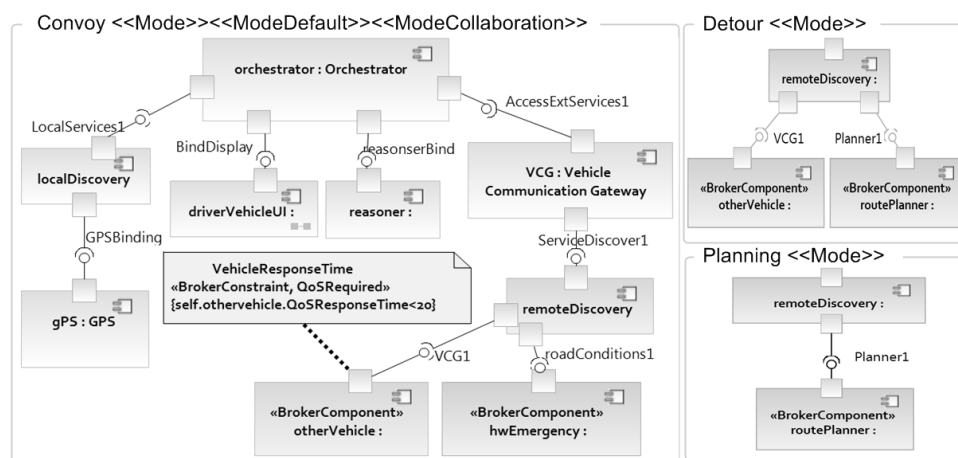 Convoy <<Mode>><<ModeDefault>><<ModeCollaboration>>
orchestrator : Orchestrator
LocalServices1
AccessExtServices1
BindDisplay
reasonserBind
localDiscovery
VCG : Vehicle
Communication Gateway
driverVehicleUI :
reasoner :
GPSBinding
ServiceDiscover1
VehicleResponseTime
«BrokerConstraint, QoSRequired»
{self.othervehicle.QoSResponseTime<20}
gPS : GPS
remoteDiscovery
VCG1
roadConditions1
«BrokerComponent»
otherVehicle :
«BrokerComponent»
hwEmergency :
Detour <<Mode>>
remoteDiscovery :
VCG1
Planner1
«BrokerComponent»
otherVehicle :
«BrokerComponent»
routePlanner :
Planning <<Mode>>
remoteDiscovery :
Planner1
«BrokerComponent»
routePlanner :